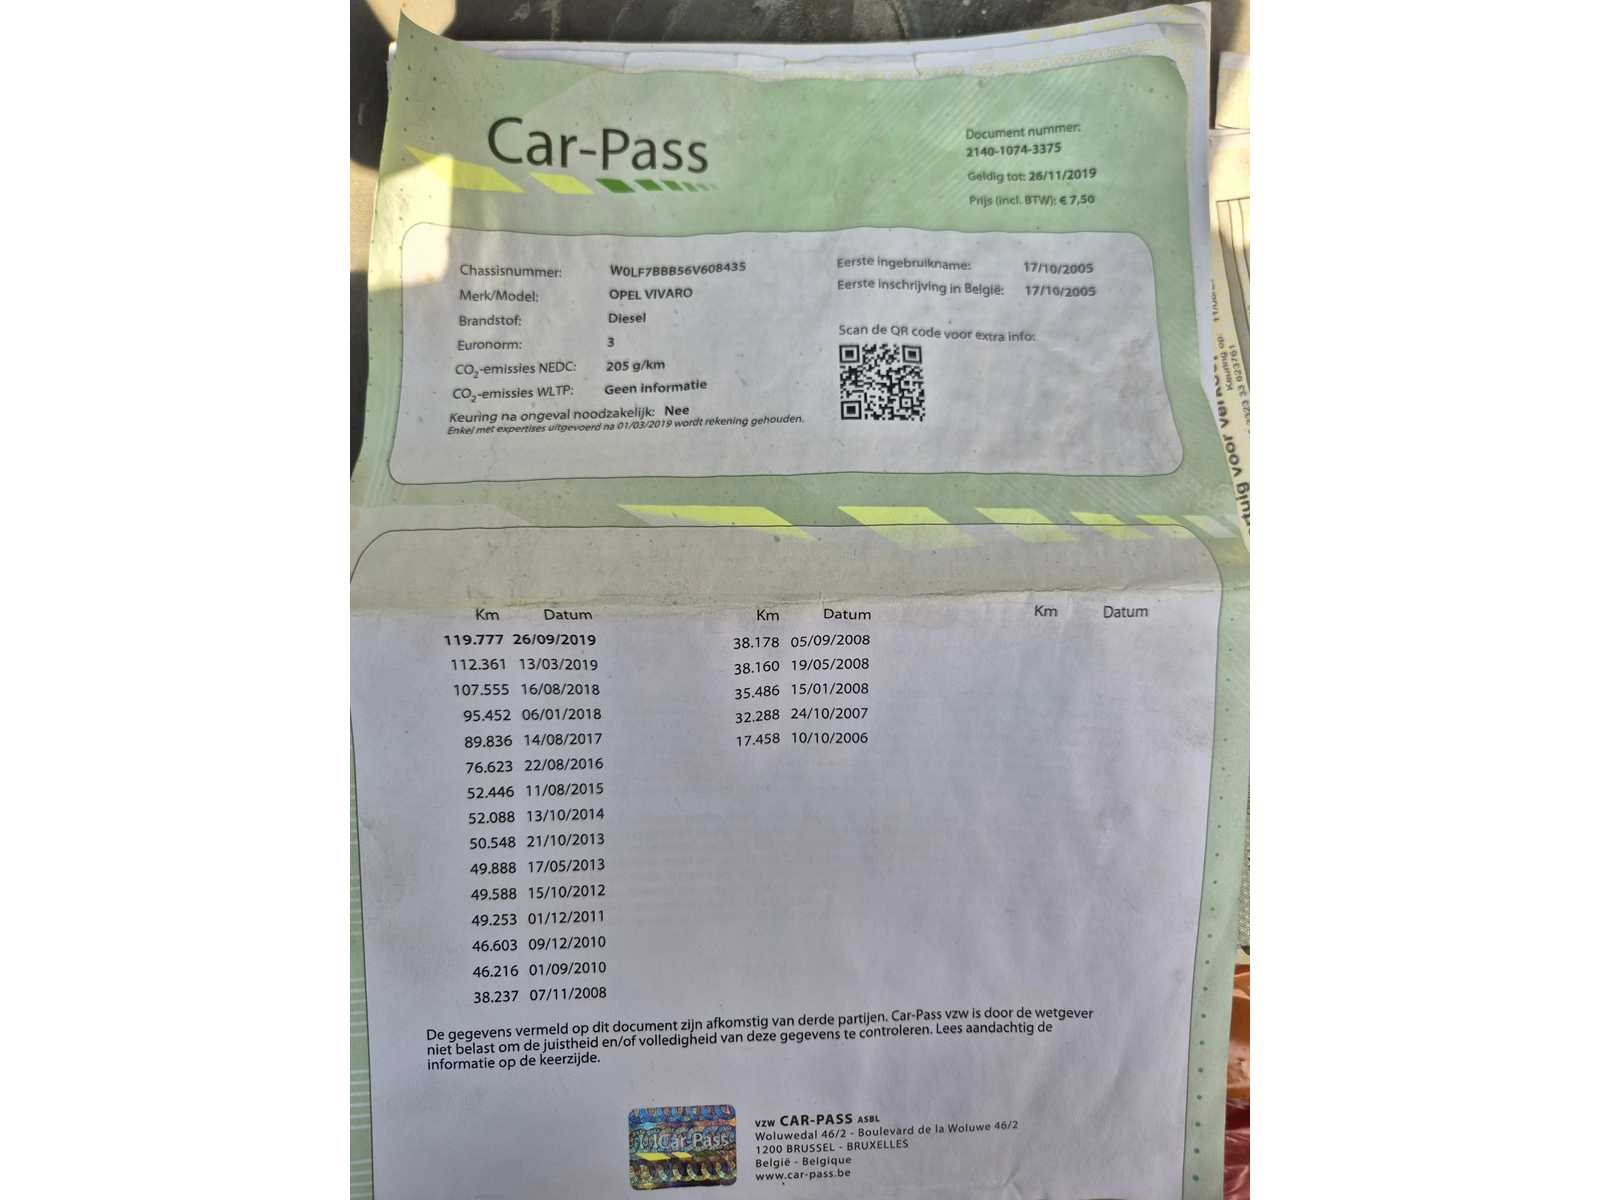 Car-Pass
Document nummer:
2140-1074-3375
Geldig tot: 26/11/2019
Prijs (incl. BTW): € 7,50
Chassisnummer: W0LF7BBB56V608435
Merk/Model: OPEL VIVARO
Brandstof: Diesel
Euronorm: 3
CO2-emissies NEDC: 205 g/km
CO2-emissies WLTP: Geen informatie
Keuring na ongeval noodzakelijk: Nee
Enkel met expertises uitgevoerd na 01/03/2019 wordt rekening gehouden.
Eerste ingebruikname: 17/10/2005
Eerste inschrijving in België: 17/10/2005
Scan de QR code voor extra info:
Km Datum
119.777 26/09/2019
112.361 13/03/2019
107.555 16/08/2018
95.452 06/01/2018
89.836 14/08/2017
76.623 22/08/2016
52.446 11/08/2015
52.088 13/10/2014
50.548 21/10/2013
49.888 17/05/2013
49.588 15/10/2012
49.253 01/12/2011
46.603 09/12/2010
46.216 01/09/2010
38.237 07/11/2008
Km Datum
38.178 05/09/2008
38.160 19/05/2008
35.486 15/01/2008
32.288 24/10/2007
17.458 10/10/2006
Km Datum
De gegevens vermeld op dit document zijn afkomstig van derde partijen. Car-Pass vzw is door de wetgever
niet belast om de juistheid en/of volledigheid van deze gegevens te controleren. Lees aandachtig de
informatie op de keerzijde.
Car-Pass
vzw CAR-PASS ASBL
Woluwedal 46/2 - Boulevard de la Woluwe 46/2
1200 BRUSSEL - BRUXELLES
België - Belgique
www.car-pass.be
Keuring op:
voor